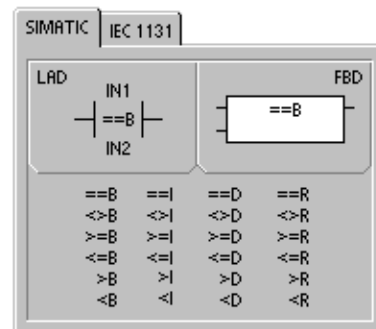 SIMATIC IEC 1131
LAD FBD
IN1
==B ==B
IN2
==B ==I ==D ==R
<>B <>I <>D <>R
>=B >=I >=D >=R
<=B <=I <=D <=R
>B >I >D >R
<B <I <D <R